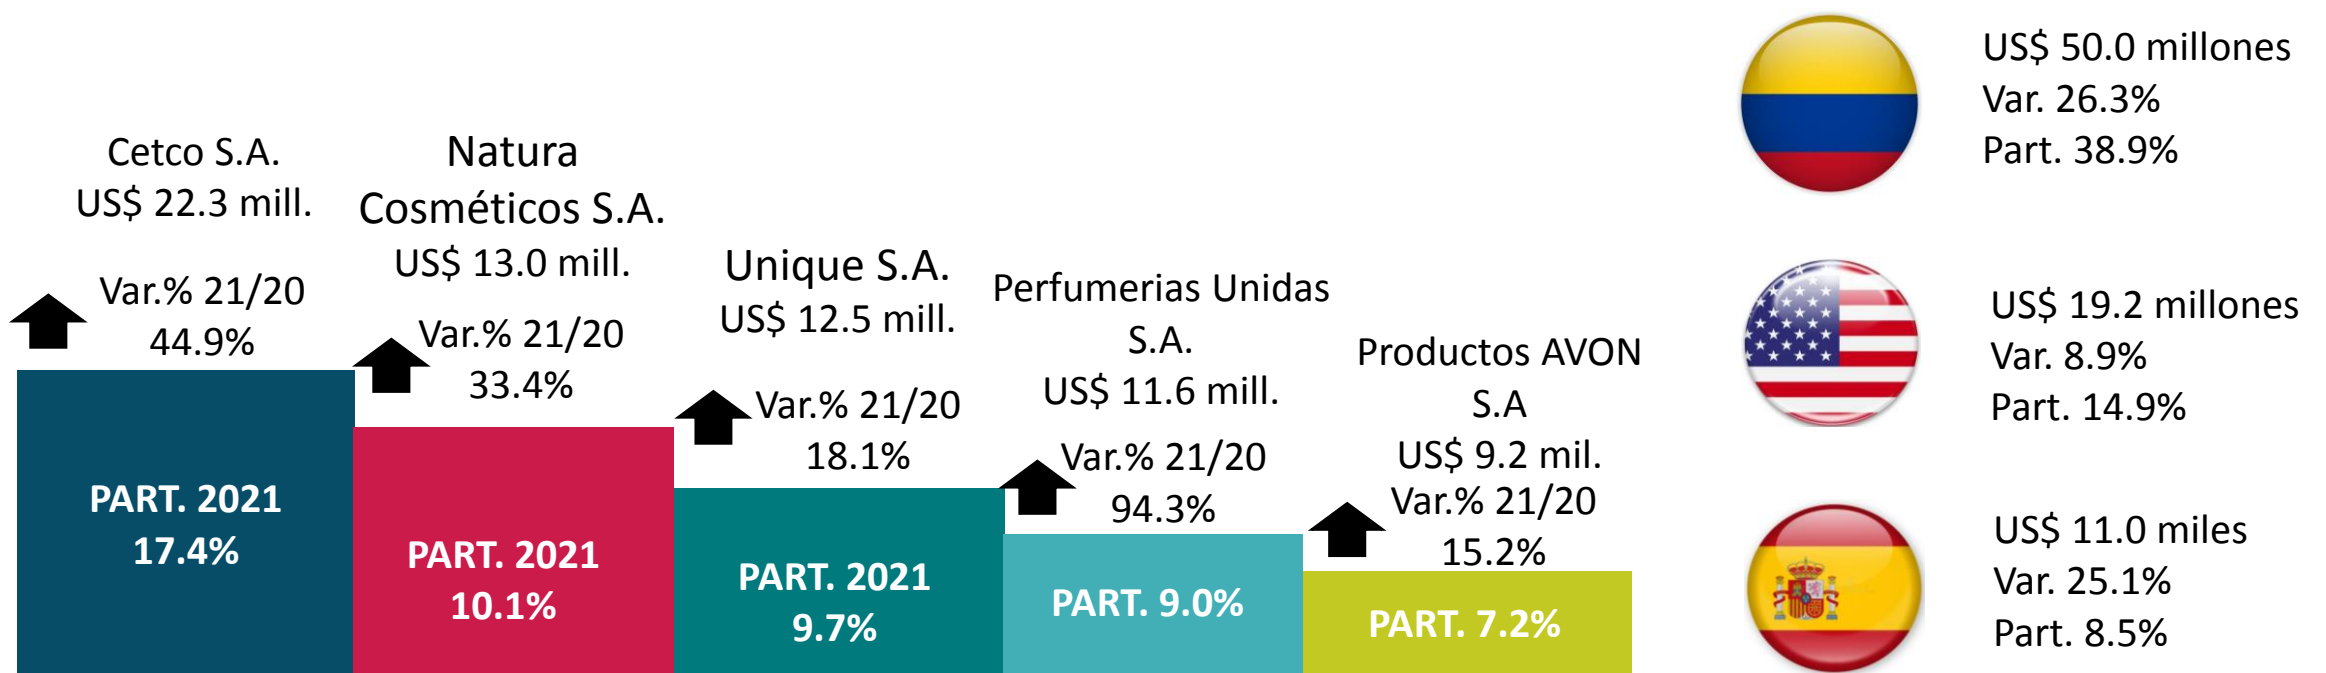 Cetco S.A.
US$ 22.3 mill.
Var.% 21/20
44.9%
PART. 2021
17.4%
Natura
Cosméticos S.A.
US$ 13.0 mill.
Var.% 21/20
33.4%
PART. 2021
10.1%
Unique S.A.
US$ 12.5 mill.
Var.% 21/20
18.1%
PART. 2021
9.7%
Perfumerias Unidas
S.A.
US$ 11.6 mill.
Var.% 21/20
94.3%
PART. 9.0%
Productos AVON
S.A
US$ 9.2 mil.
Var.% 21/20
15.2%
PART. 7.2%
US$ 50.0 millones
Var. 26.3%
Part. 38.9%
US$ 19.2 millones
Var. 8.9%
Part. 14.9%
US$ 11.0 miles
Var. 25.1%
Part. 8.5%